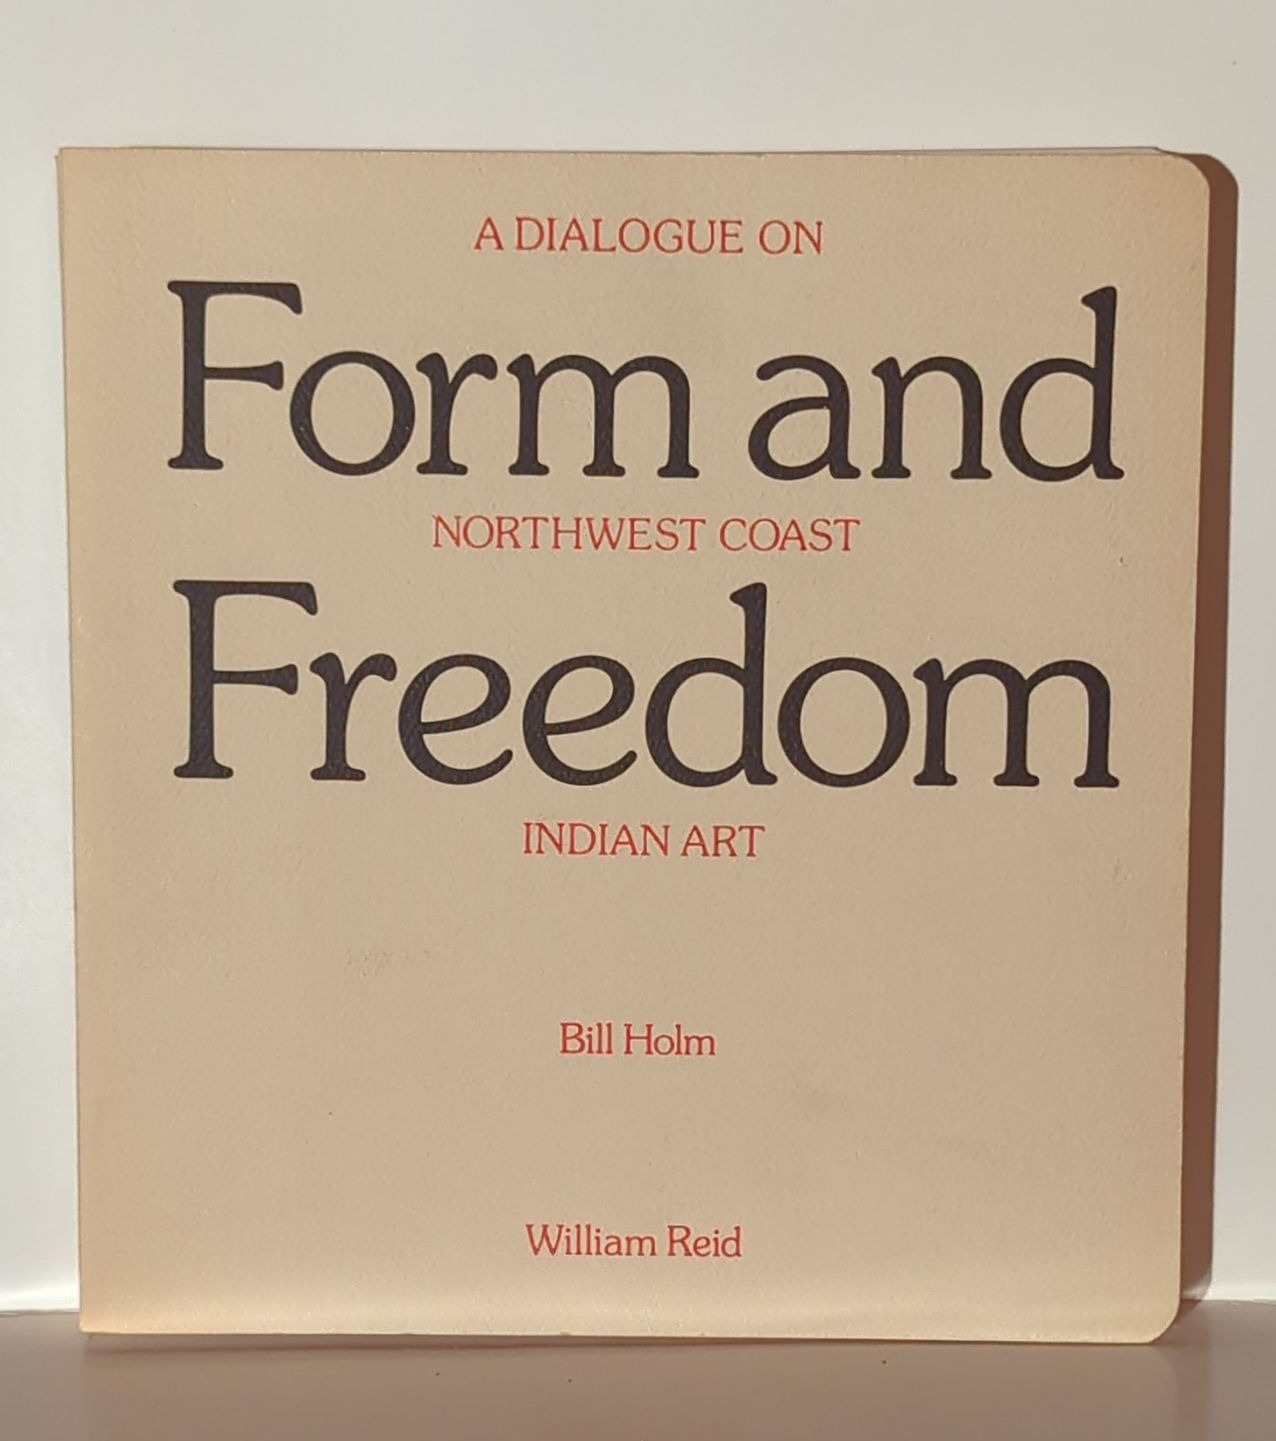 A DIALOGUE ON
Form and
NORTHWEST COAST
Freedom
INDIAN ART
Bill Holm
William Reid